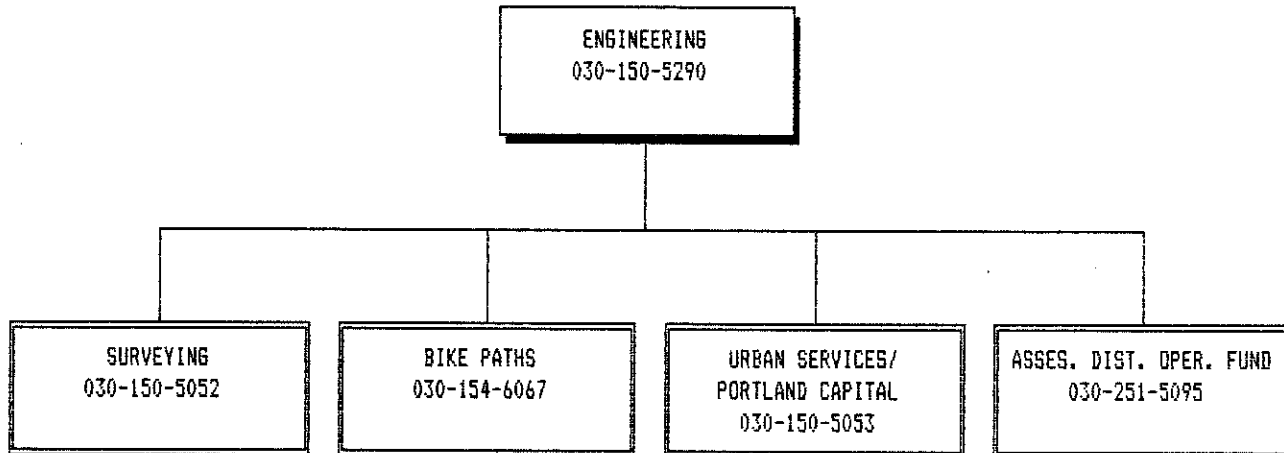 ENGINEERING
030-150-5290
SURVEYING
030-150-5052
BIKE PATHS
030-154-6067
URBAN SERVICES/
PORTLAND CAPITAL
030-150-5053
ASSES. DIST. OPER. FUND
030-251-5095